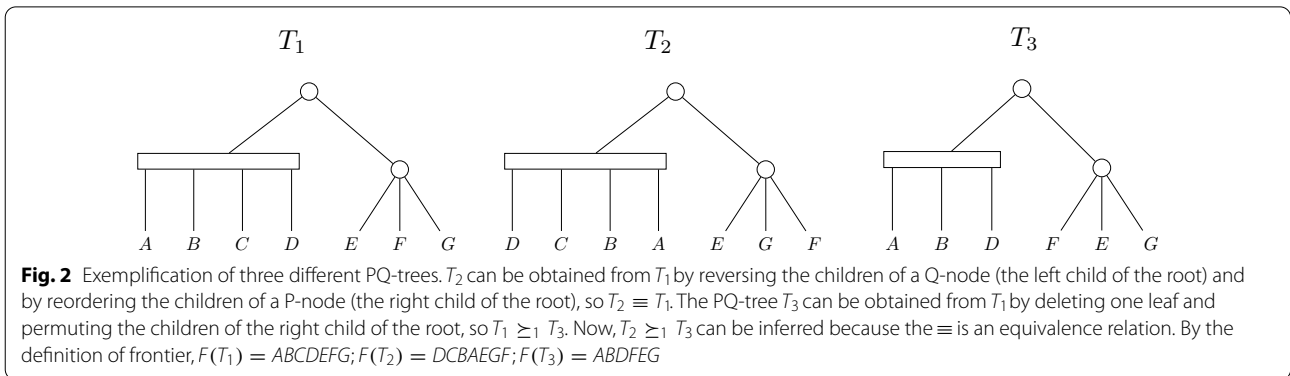 T₁ T₂ T₃
A B C D E F G D C B A E G F A B D F E G
Fig. 2 Exemplification of three different PQ-trees. T₂ can be obtained from T₁ by reversing the children of a Q-node (the left child of the root) and
by reordering the children of a P-node (the right child of the root), so T₂ ≡ T₁. The PQ-tree T₃ can be obtained from T₁ by deleting one leaf and
permuting the children of the right child of the root, so T₁ ⪰₁ T₃. Now, T₂ ⪰₁ T₃ can be inferred because the ≡ is an equivalence relation. By the
definition of frontier, F(T₁) = ABCDEFG; F(T₂) = DCBAEGF; F(T₃) = ABDFEG